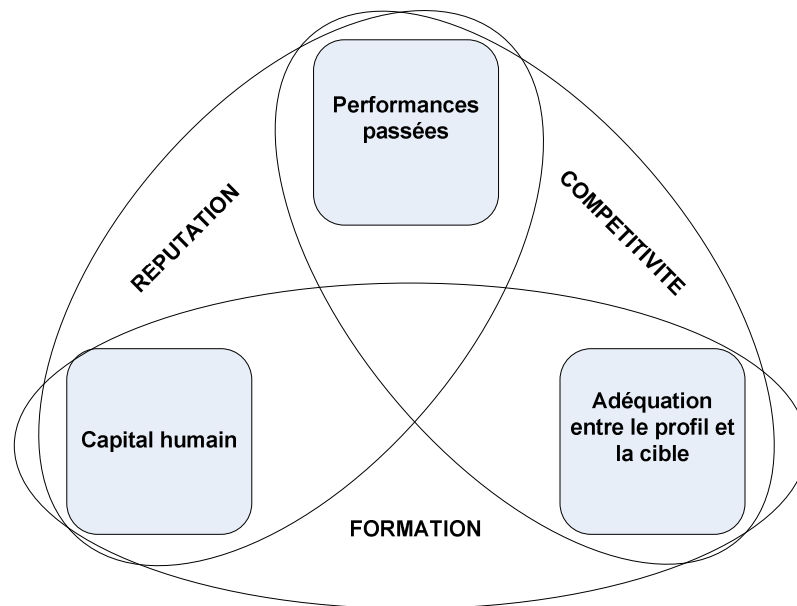 Performances
passées
REPUTATION
COMPETITIVITE
Capital humain
Adéquation
entre le profil et
la cible
FORMATION